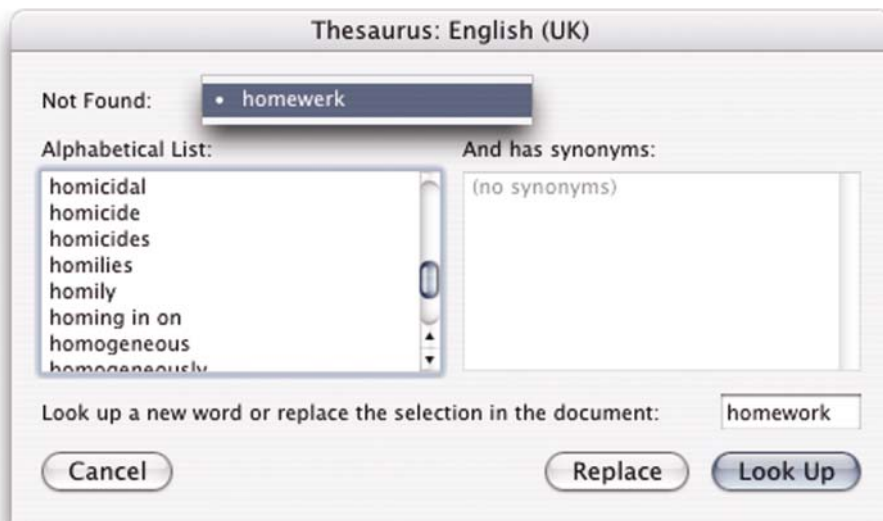 Thesaurus: English (UK)
Not Found: • homewerk
Alphabetical List:
homicidal
homicide
homicides
homilies
homily
homing in on
homogeneous
homogeneously
And has synonyms:
(no synonyms)
Look up a new word or replace the selection in the document: homework
Cancel Replace Look Up